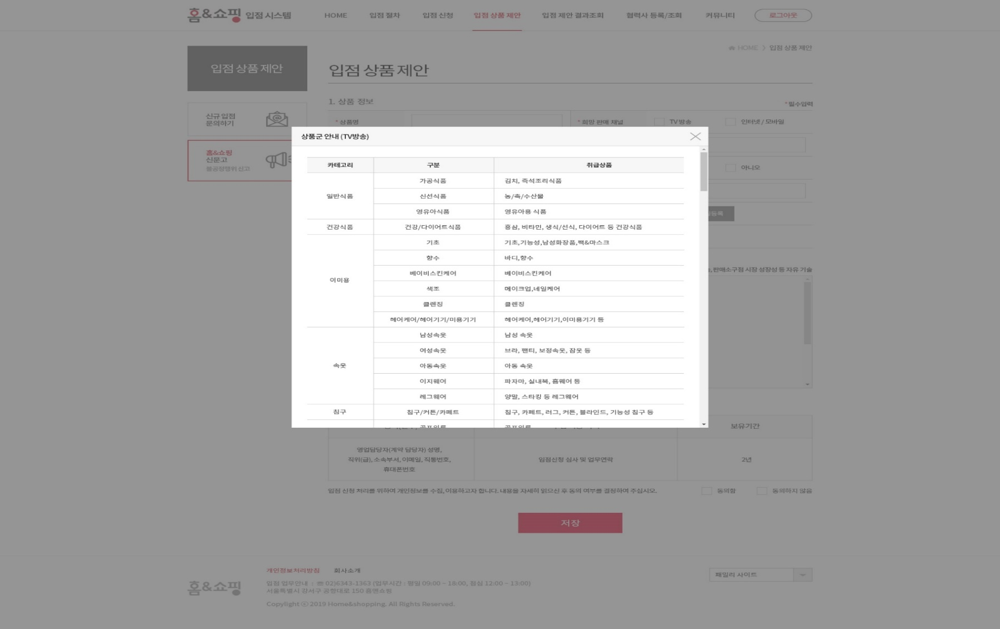 홈&쇼핑 입점 시스템
HOME 입점 절차 입점 신청 입점 상품 제안 입점 제안 결과조회 협력사 등록/조회 커뮤니티 로그아웃
HOME > 입점 상품 제안
입점 상품 제안
입점 상품 제안
1. 상품 정보
*필수입력
신규 입점
문의하기
* 상품명
* 희망 판매 채널 TV 방송 인터넷 / 모바일
홈&쇼핑
신문고
불공정행위 신고
상품군 안내 (TV방송)
카테고리 구분 취급상품
일반식품
가공식품 김치, 즉석조리식품
신선식품 농/축/수산물
영유아식품 영유아용 식품
건강식품 건강/다이어트식품 홍삼, 비타민, 생식/선식, 다이어트 등 건강식품
이미용
기초 기초,기능성,남성화장품,팩&마스크
향수 바디,향수
베이비스킨케어 베이비스킨케어
색조 메이크업,네일케어
클렌징 클렌징
헤어케어/헤어기기/미용기기 헤어케어,헤어기기,이미용기기 등
속옷
남성속옷 남성 속옷
여성속옷 브라, 팬티, 보정속옷, 잠옷 등
아동속옷 아동 속옷
이지웨어 파자마, 실내복, 홈웨어 등
레그웨어 양말, 스타킹 등 레그웨어
침구 침구/커튼/카페트 침구, 카페트, 러그, 커튼, 블라인드, 기능성 침구 등
골프의류 골프의류
아니오
등록
판매소구점 시장 성장성 등 자유 기술
보유기간
영업담당자(계약 담당자) 성명,
직위(급), 소속부서, 이메일, 직통번호,
휴대폰번호
입점신청 심사 및 업무연락
2년
입점 신청 처리를 위하여 개인정보를 수집, 이용하고자 합니다. 내용을 자세히 읽으신 후 동의 여부를 결정하여 주십시오. 동의함 동의하지 않음
저장
개인정보처리방침 회사소개
패밀리 사이트
홈&쇼핑
입점 업무안내 : ☏ 02)6343-1363 (업무시간 : 평일 09:00 ~ 18:00, 점심 12:00 ~ 13:00)
서울특별시 강서구 공항대로 150 홈앤쇼핑
Copyright ⓒ 2019 Home&shopping. All Rights Reserved.